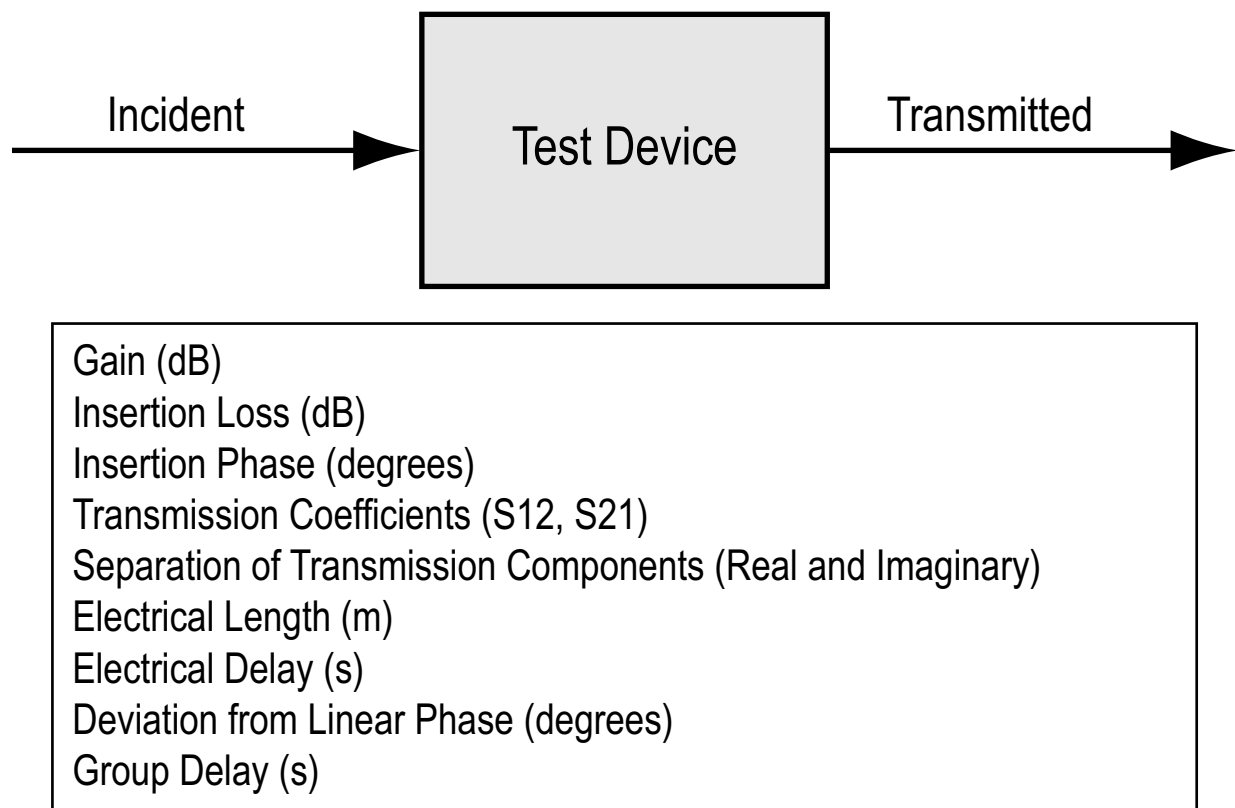 Incident
Test Device
Transmitted
Gain (dB)
Insertion Loss (dB)
Insertion Phase (degrees)
Transmission Coefficients (S12, S21)
Separation of Transmission Components (Real and Imaginary)
Electrical Length (m)
Electrical Delay (s)
Deviation from Linear Phase (degrees)
Group Delay (s)